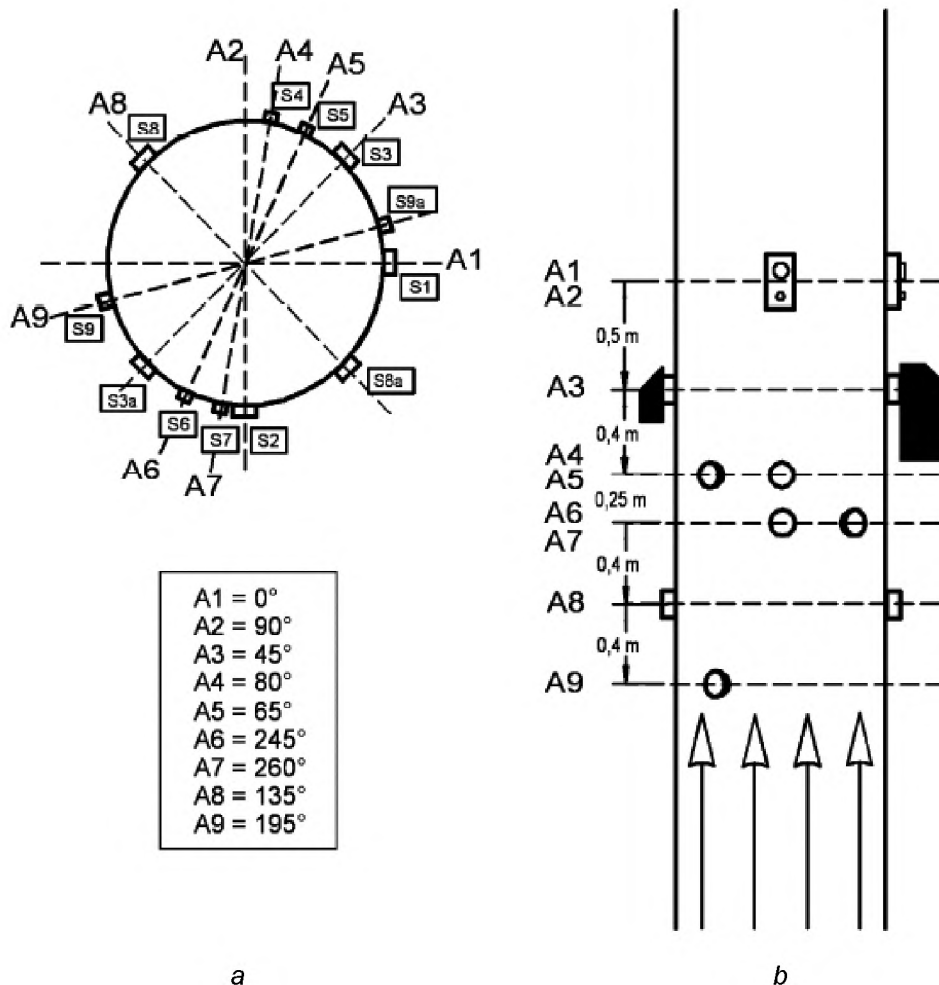 A2
A4
A5
S4
S5
A8
S8
A3
S3
S9a
A1
S1
A9
S9
S3a
S8a
S6
S7
S2
A6
A7
A1 = 0°
A2 = 90°
A3 = 45°
A4 = 80°
A5 = 65°
A6 = 245°
A7 = 260°
A8 = 135°
A9 = 195°
a
A1
A2
0,5 m
A3
0,4 m
A4
A5
0,25 m
A6
A7
0,4 m
A8
0,4 m
A9
b